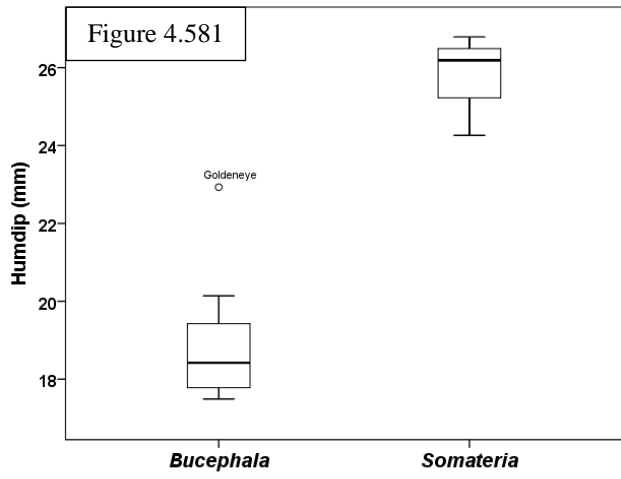 Figure 4.581
26
24
22
20
18
Humdip (mm)
Goldeneye
Bucephala
Somateria